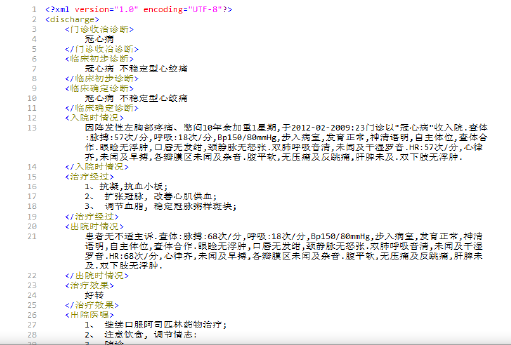 1 <?xml version="1.0" encoding="UTF-8"?>
2 <discharge>
3 <门诊收治诊断>
4 冠心病
5 </门诊收治诊断>
6 <临床初步诊断>
7 冠心病 不稳定型心绞痛
8 </临床初步诊断>
9 <临床确定诊断>
10 冠心病 不稳定型心绞痛
11 </临床确定诊断>
12 <入院时情况>
13 因阵发性左胸部疼痛、憋闷10年余加重1星期,于2012-02-2009:23门诊以"冠心病"收入院.查体
:脉搏:57次/分,呼吸:18次/分,Bp150/80mmHg,步入病室,发育正常,神清语明,自主体位,查体合
作.眼睑无浮肿,口唇无发绀,颈静脉无怒张.双肺呼吸音清,未闻及干湿罗音.HR:57次/分,心律
齐,未闻及早搏,各瓣膜区未闻及杂音.腹平软,无压痛及反跳痛,肝脾未及.双下肢无浮肿.
14 </入院时情况>
15 <治疗经过>
16 1、 抗凝,抗血小板;
17 2、 扩张冠脉, 改善心肌供血;
18 3、 调节血脂, 稳定冠脉粥样斑块;
19 </治疗经过>
20 <出院时情况>
21 患者无不适主诉.查体:脉搏:68次/分,呼吸:18次/分,Bp150/80mmHg,步入病室,发育正常,神清
语明,自主体位,查体合作.眼睑无浮肿,口唇无发绀,颈静脉无怒张.双肺呼吸音清,未闻及干湿
罗音.HR:68次/分,心律齐,未闻及早搏,各瓣膜区未闻及杂音.腹平软,无压痛及反跳痛,肝脾未
及.双下肢无浮肿.
22 </出院时情况>
23 <治疗效果>
24 好转
25 </治疗效果>
26 <出院医嘱>
27 1、 继续口服阿司匹林药物治疗;
28 2、 注意饮食, 调节情志;